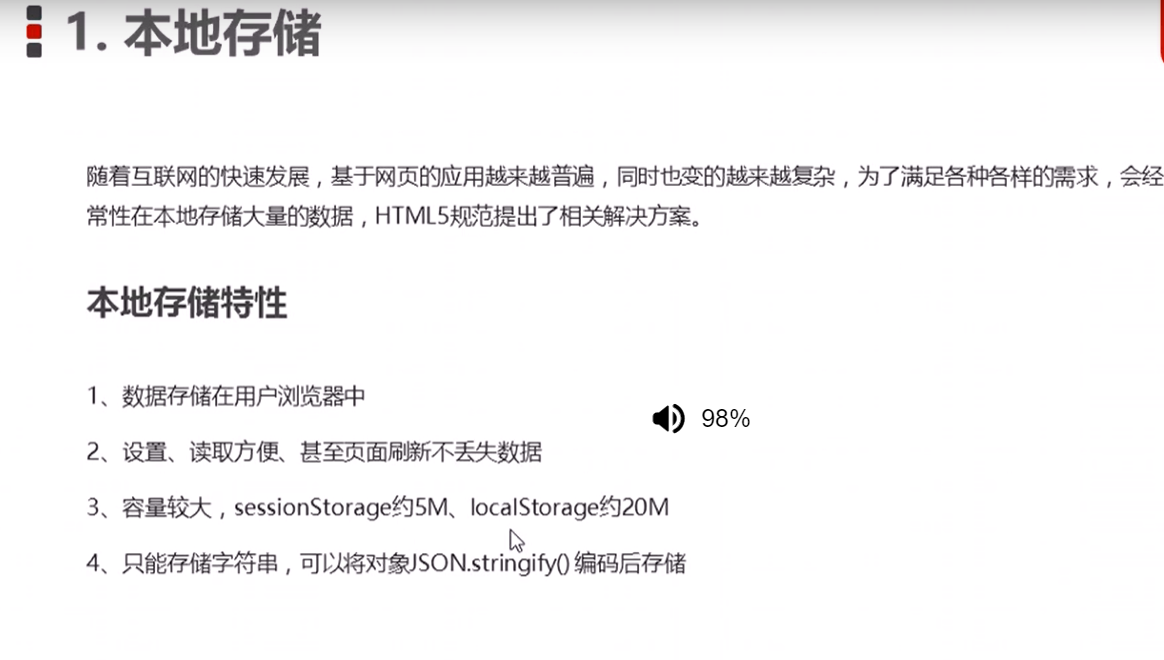 1. 本地存储
随着互联网的快速发展，基于网页的应用越来越普遍，同时也变的越来越复杂，为了满足各种各样的需求，会经
常性在本地存储大量的数据，HTML5规范提出了相关解决方案。
本地存储特性
1、数据存储在用户浏览器中
98%
2、设置、读取方便、甚至页面刷新不丢失数据
3、容量较大，sessionStorage约5M、localStorage约20M
4、只能存储字符串，可以将对象JSON.stringify() 编码后存储